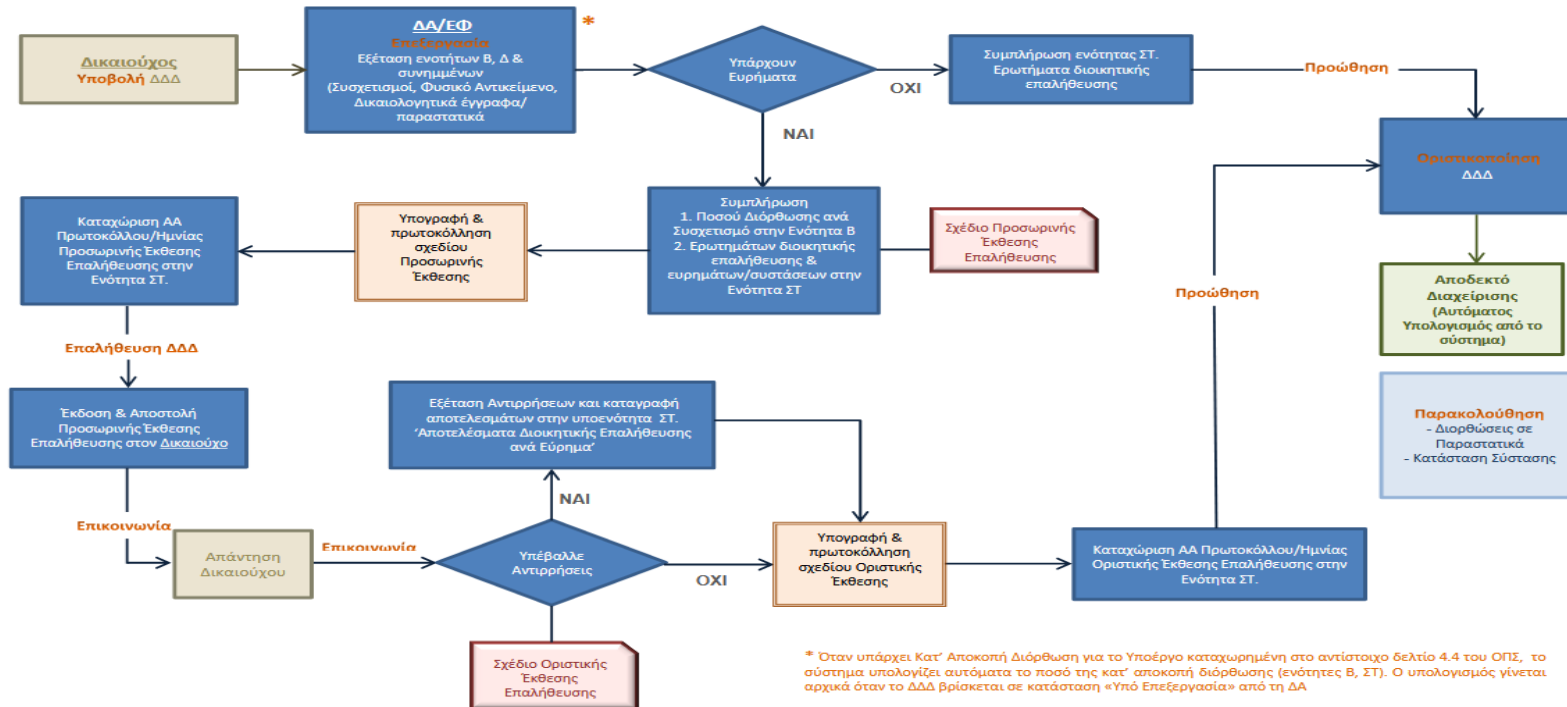 Δικαιούχος
Υποβολή ΔΔΔ
ΔΑ/ΕΦ
Επεξεργασία
Εξέταση ενοτήτων Β, Δ &
συνημμένων
(Συσχετισμοί, Φυσικό Αντικείμενο,
Δικαιολογητικά έγγραφα/
παραστατικά
*
Υπάρχουν
Ευρήματα
ΟΧΙ
Συμπλήρωση ενότητας ΣΤ.
Ερωτήματα διοικητικής
επαλήθευσης
Προώθηση
ΝΑΙ
Οριστικοποίηση
ΔΔΔ
Καταχώριση ΑΑ
Πρωτοκόλλου/Ημνίας
Προσωρινής Έκθεσης
Επαλήθευσης στην
Ενότητα ΣΤ.
Υπογραφή &
πρωτοκόλληση
σχεδίου
Προσωρινής
Έκθεσης
Συμπλήρωση
1. Ποσού Διόρθωσης ανά
Συσχετισμό στην Ενότητα Β
2. Ερωτημάτων διοικητικής
επαλήθευσης &
ευρημάτων/συστάσεων στην
Ενότητα ΣΤ
Σχέδιο Προσωρινής
Έκθεσης
Επαλήθευσης
Προώθηση
Αποδεκτό
Διαχείρισης
(Αυτόματος
Υπολογισμός από το
σύστημα)
Επαλήθευση ΔΔΔ
Έκδοση & Αποστολή
Προσωρινής Έκθεσης
Επαλήθευσης στον Δικαιούχο
Εξέταση Αντιρρήσεων και καταγραφή
αποτελεσμάτων στην υποενότητα ΣΤ.
‘Αποτελέσματα Διοικητικής Επαλήθευσης
ανά Εύρημα’
Παρακολούθηση
- Διορθώσεις σε
Παραστατικά
- Κατάσταση Σύστασης
ΝΑΙ
Επικοινωνία
Απάντηση
Δικαιούχου
Επικοινωνία
Υπέβαλλε
Αντιρρήσεις
ΟΧΙ
Υπογραφή &
πρωτοκόλληση
σχεδίου Οριστικής
Έκθεσης
Καταχώριση ΑΑ Πρωτοκόλλου/Ημνίας
Οριστικής Έκθεσης Επαλήθευσης στην
Ενότητα ΣΤ.
Σχέδιο Οριστικής
Έκθεσης
Επαλήθευσης
* Όταν υπάρχει Κατ’ Αποκοπή Διόρθωση για το Υποέργο καταχωρημένη στο αντίστοιχο δελτίο 4.4 του ΟΠΣ, το
σύστημα υπολογίζει αυτόματα το ποσό της κατ’ αποκοπή διόρθωσης (ενότητες Β, ΣΤ). Ο υπολογισμός γίνεται
αρχικά όταν το ΔΔΔ βρίσκεται σε κατάσταση «Υπό Επεξεργασία» από τη ΔΑ